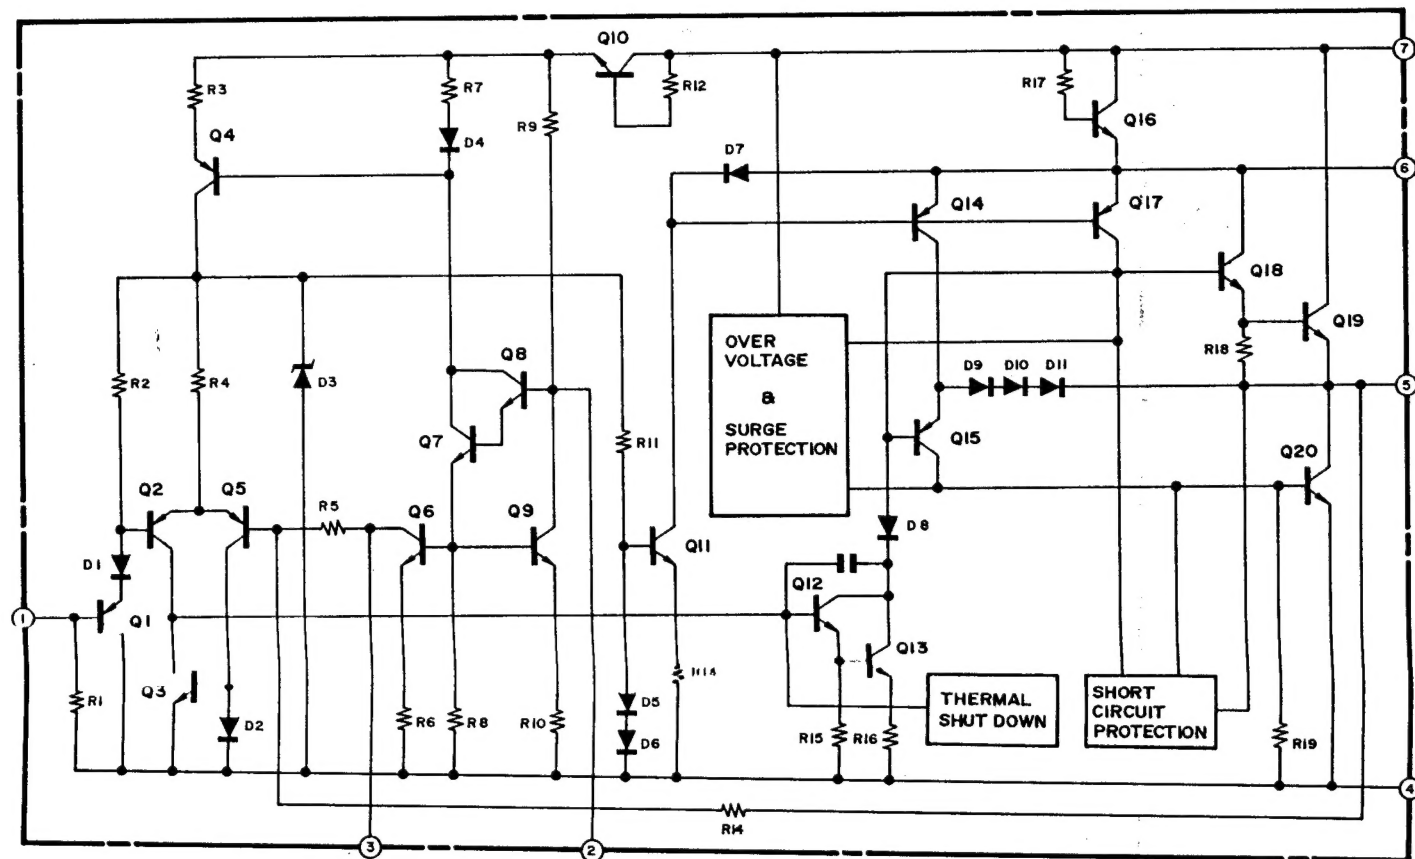 Q10
7
R3
R7
R12
R17
Q4
R9
Q16
D4
D7
6
Q14
Q17
Q18
OVER
VOLTAGE
&
SURGE
PROTECTION
Q19
R18
Q8
R2
R4
D3
D9
D10
D11
5
Q7
R11
Q15
Q20
Q2
Q5
R5
Q6
Q9
D8
Q11
D1
Q12
1
Q1
Q13
Q3
R1
D2
R6
R8
R10
D5
D6
R15
R16
THERMAL
SHUT DOWN
SHORT
CIRCUIT
PROTECTION
R19
4
R14
3
2